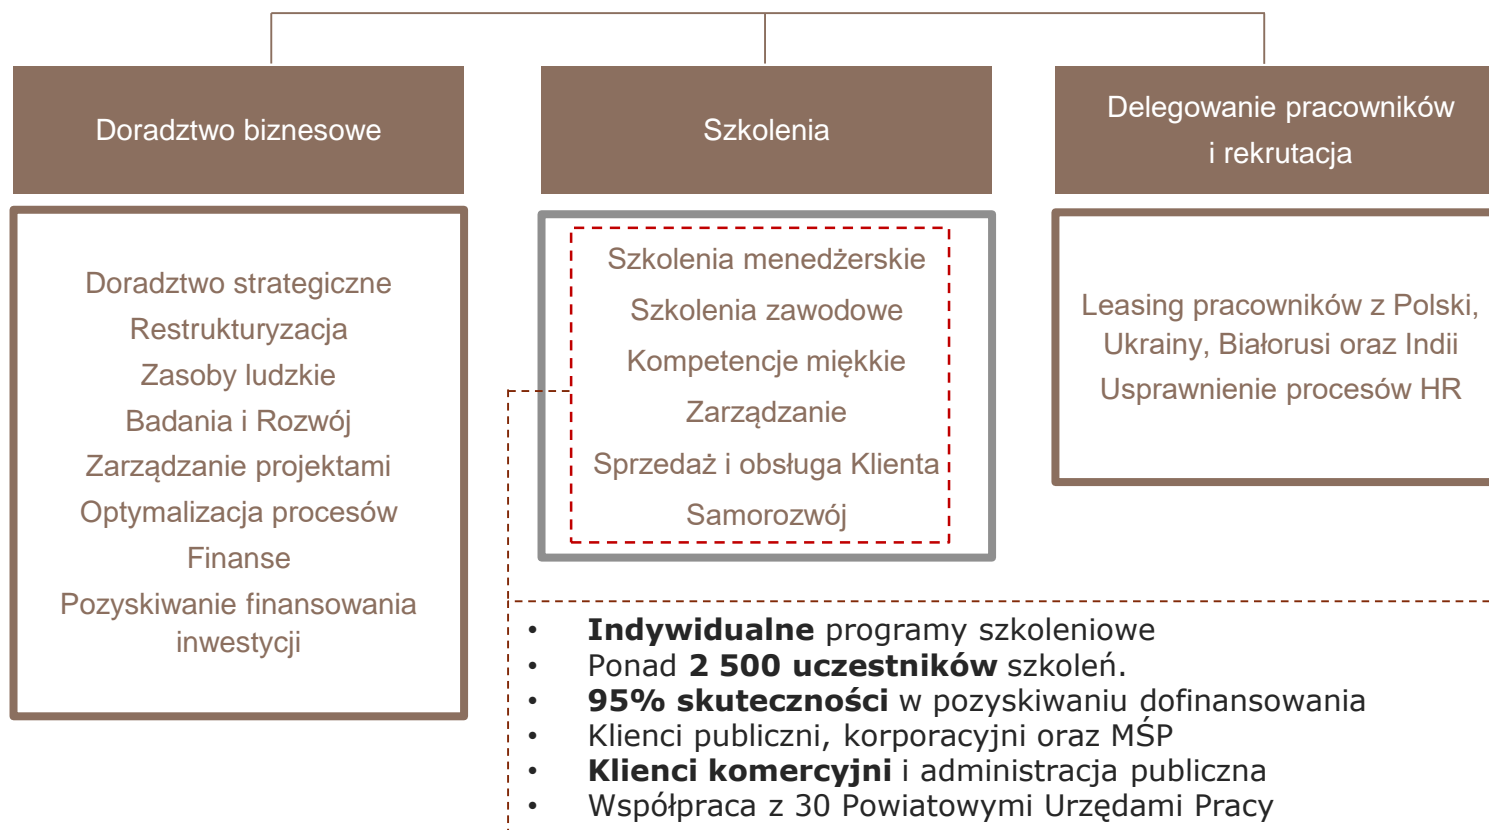 Doradztwo biznesowe
Szkolenia
Delegowanie pracowników
i rekrutacja
Doradztwo strategiczne
Restrukturyzacja
Zasoby ludzkie
Badania i Rozwój
Zarządzanie projektami
Optymalizacja procesów
Finanse
Pozyskiwanie finansowania
inwestycji
Szkolenia menedżerskie
Szkolenia zawodowe
Kompetencje miękkie
Zarządzanie
Sprzedaż i obsługa Klienta
Samorozwój
Leasing pracowników z Polski,
Ukrainy, Białorusi oraz Indii
Usprawnienie procesów HR
• Indywidualne programy szkoleniowe
• Ponad 2 500 uczestników szkoleń.
• 95% skuteczności w pozyskiwaniu dofinansowania
• Klienci publiczni, korporacyjni oraz MŚP
• Klienci komercyjni i administracja publiczna
• Współpraca z 30 Powiatowymi Urzędami Pracy